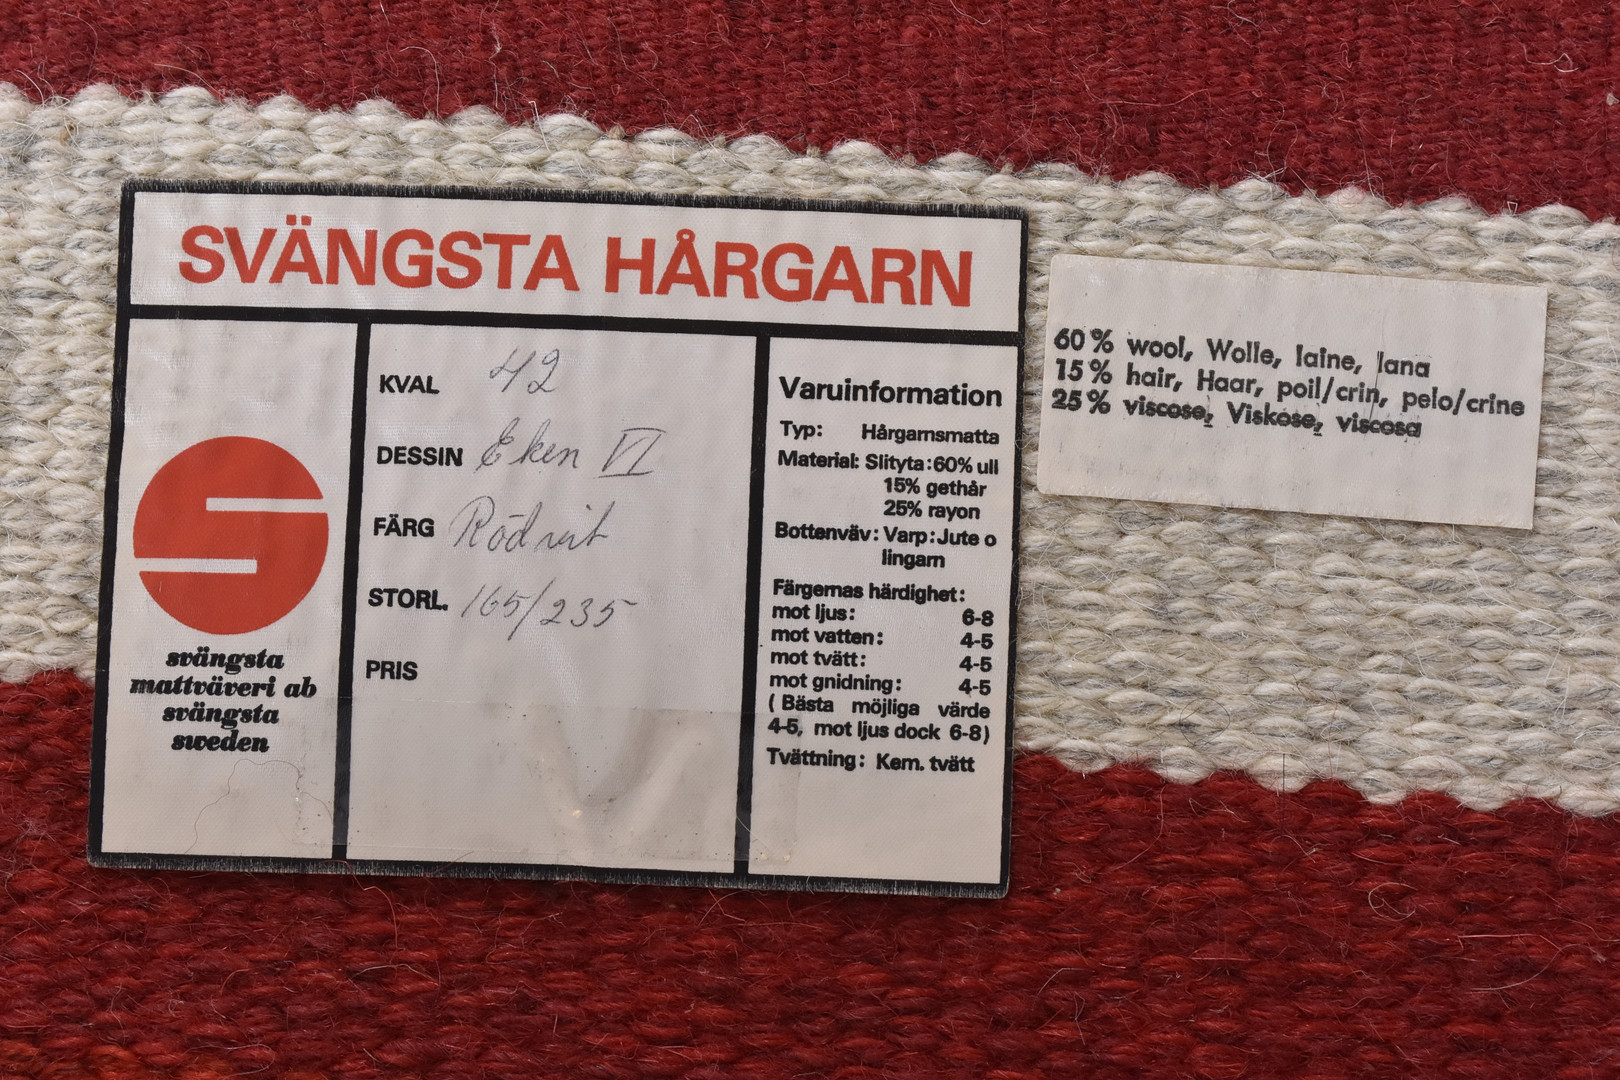 SVÄNGSTA HÅRGARN
S
svängsta
mattväveri ab
svängsta
sweden
KVAL 42
DESSIN Eken VI
FÄRG Rödvit
STORL. 165/235
PRIS
Varuinformation
Typ: Hårgarnsmatta
Material: Slityta: 60% ull
15% gethår
25% rayon
Bottenväv: Varp: Jute o
lingarn
Färgernas härdighet:
mot ljus: 6-8
mot vatten: 4-5
mot tvätt: 4-5
mot gnidning: 4-5
( Bästa möjliga värde
4-5, mot ljus dock 6-8)
Tvättning: Kem. tvätt
60% wool, Wolle, laine, lana
15% hair, Haar, poil/crin, pelo/crine
25% viscose, Viskose, viscosa